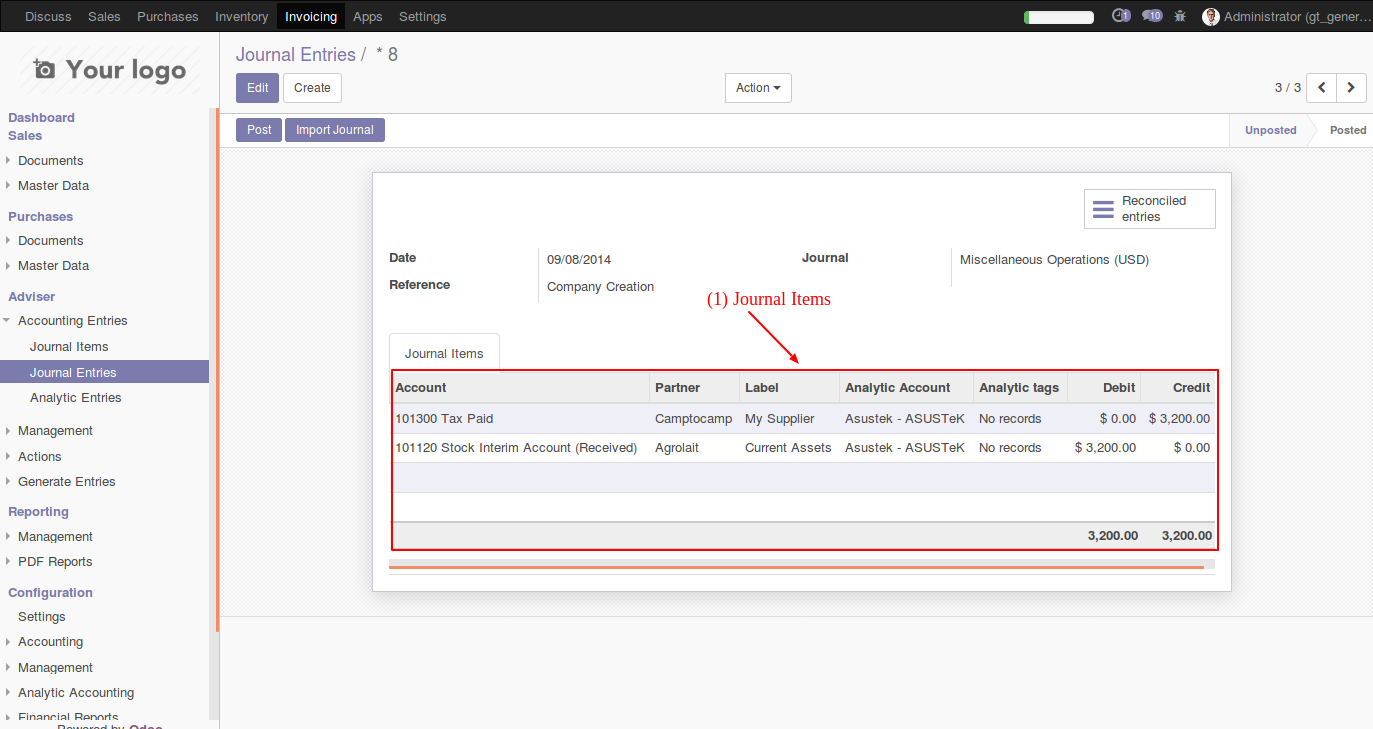 Discuss Sales Purchases Inventory Invoicing Apps Settings 1 10 Administrator (gt_gener...
Your logo
Journal Entries / * 8
Edit Create Action 3 / 3
Post Import Journal Unposted Posted
Dashboard
Sales
Documents
Master Data
Purchases
Documents
Master Data
Adviser
Accounting Entries
Journal Items
Journal Entries
Analytic Entries
Management
Actions
Generate Entries
Reporting
Management
PDF Reports
Configuration
Settings
Accounting
Management
Analytic Accounting
Financial Reports
Powered by Odoo
Reconciled
entries
Date 09/08/2014 Journal Miscellaneous Operations (USD)
Reference Company Creation
(1) Journal Items
Journal Items
Account Partner Label Analytic Account Analytic tags Debit Credit
101300 Tax Paid Camptocamp My Supplier Asustek - ASUSTeK No records $ 0.00 $ 3,200.00
101120 Stock Interim Account (Received) Agrolait Current Assets Asustek - ASUSTeK No records $ 3,200.00 $ 0.00
3,200.00 3,200.00